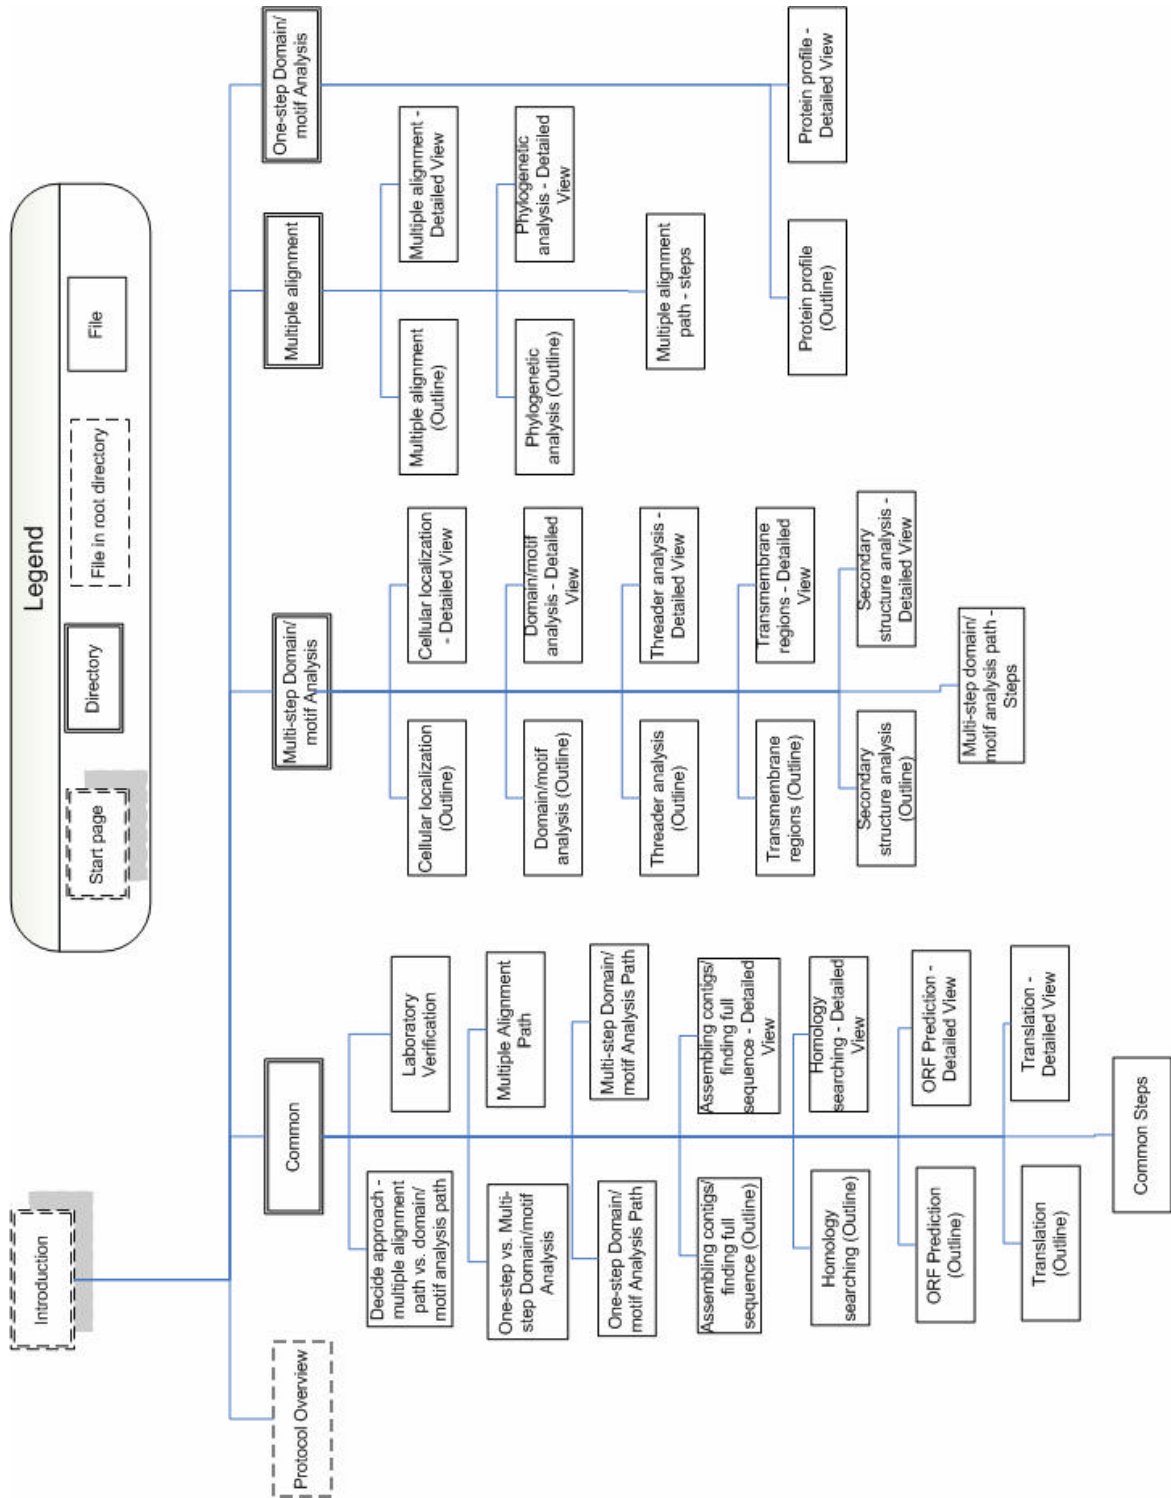 Legend
Start page
Directory
File in root directory
File
Introduction
Protocol Overview
Common
Decide approach -
multiple alignment
path vs. domain/
motif analysis path
Laboratory
Verification
One-step vs. Multi-
step Domain/motif
Analysis
Multiple Alignment
Path
One-step Domain/
motif Analysis Path
Multi-step Domain/
motif Analysis Path
Assembling contigs/
finding full
sequence (Outline)
Assembling contigs/
finding full
sequence - Detailed
View
Homology
searching (Outline)
Homology
searching - Detailed
View
ORF Prediction
(Outline)
ORF Prediction -
Detailed View
Translation
(Outline)
Translation -
Detailed View
Common Steps
Multi-step Domain/
motif Analysis
Cellular localization
(Outline)
Cellular localization
- Detailed View
Domain/motif
analysis (Outline)
Domain/motif
analysis - Detailed
View
Threader analysis
(Outline)
Threader analysis -
Detailed View
Transmembrane
regions (Outline)
Transmembrane
regions - Detailed
View
Secondary
structure analysis
(Outline)
Secondary
structure analysis -
Detailed View
Multi-step domain/
motif analysis path -
Steps
Multiple alignment
Multiple alignment
(Outline)
Multiple alignment -
Detailed View
Phylogenetic
analysis (Outline)
Phylogenetic
analysis - Detailed
View
Multiple alignment
path - steps
One-step Domain/
motif Analysis
Protein profile
(Outline)
Protein profile -
Detailed View